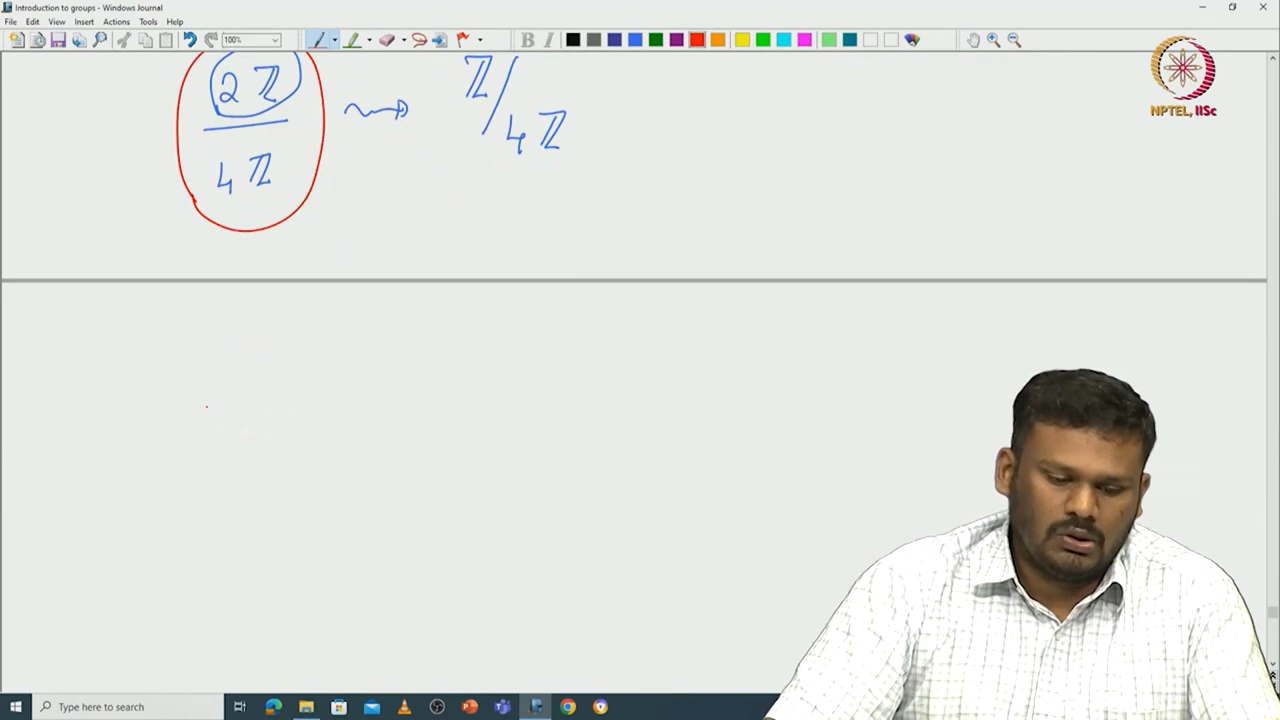 Introduction to groups - Windows Journal
File Edit View Insert Actions Tools Help
100%
B I
2ℤ
4ℤ
⇝ ℤ/4ℤ
NPTEL, IISc
Type here to search